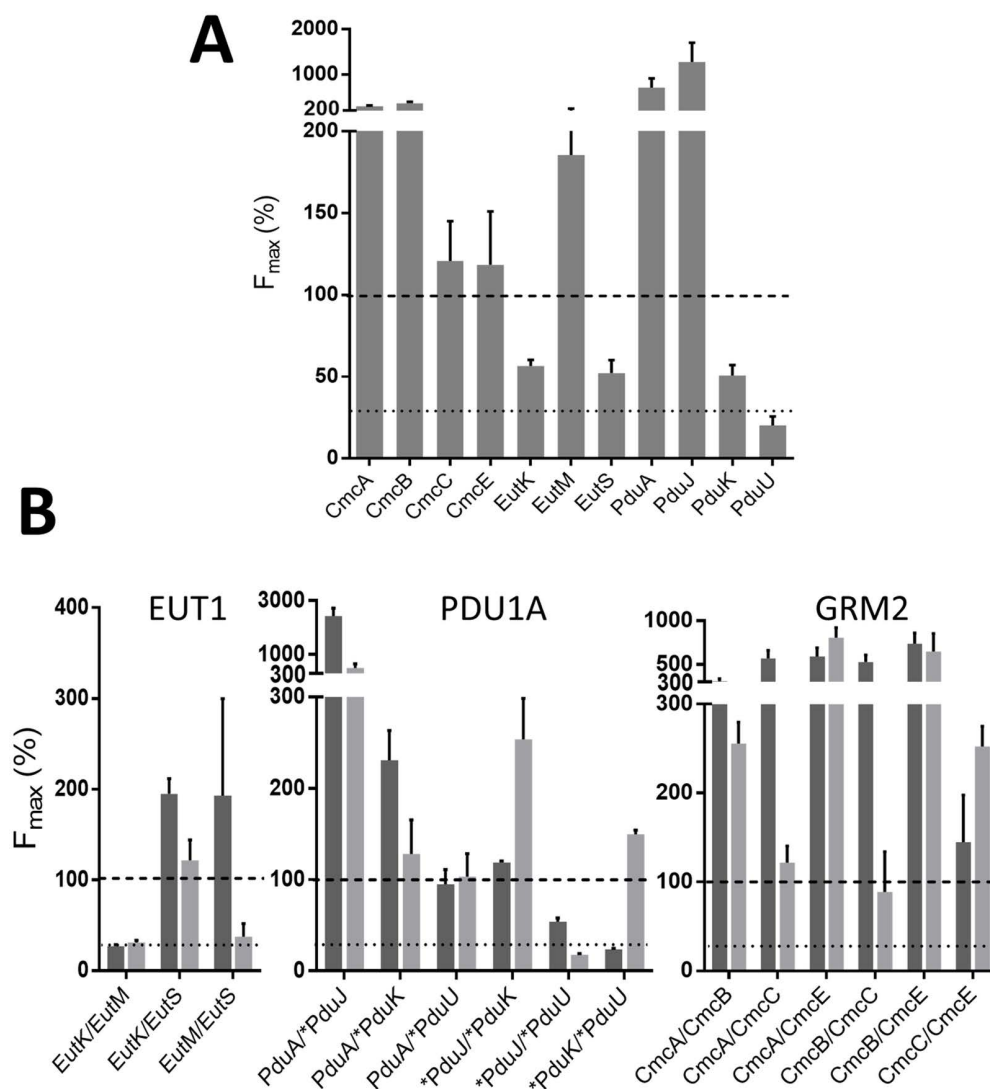 A
2000
1000
200
200
150
100
50
0
Fmax (%)
CmcA CmcB CmcC CmcE EutK EutM EutS PduA PduJ PduK PduU
B
EUT1
400
300
200
100
0
Fmax (%)
EutK/EutM EutK/EutS EutM/EutS
PDU1A
3000
1000
300
300
200
100
0
PduA/*PduJ PduA/*PduK PduA/*PduU *PduJ/*PduK *PduJ/*PduU *PduK/*PduU
GRM2
1000
500
300
300
200
100
0
CmcA/CmcB CmcA/CmcC CmcA/CmcE CmcB/CmcC CmcB/CmcE CmcC/CmcE